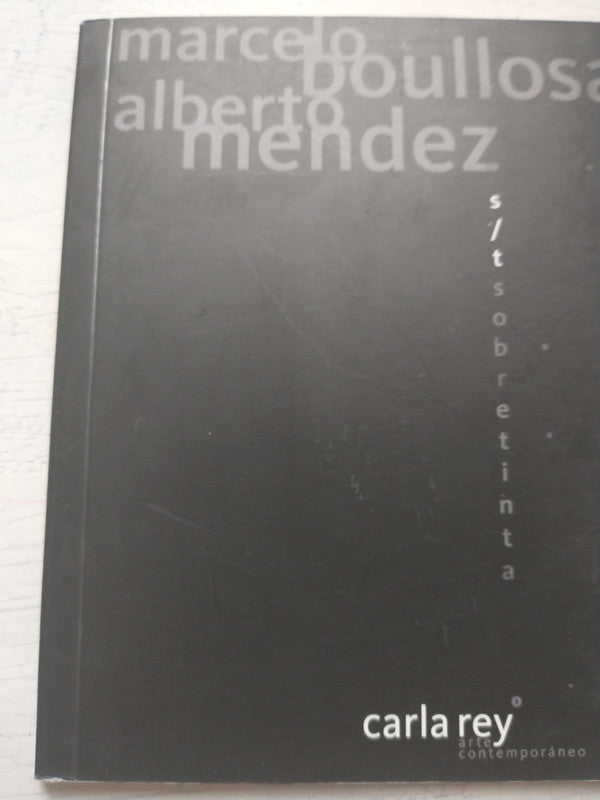 marcelo
boullosa
alberto
mendez
s/t sobretinta
carla rey
arte
contemporáneo